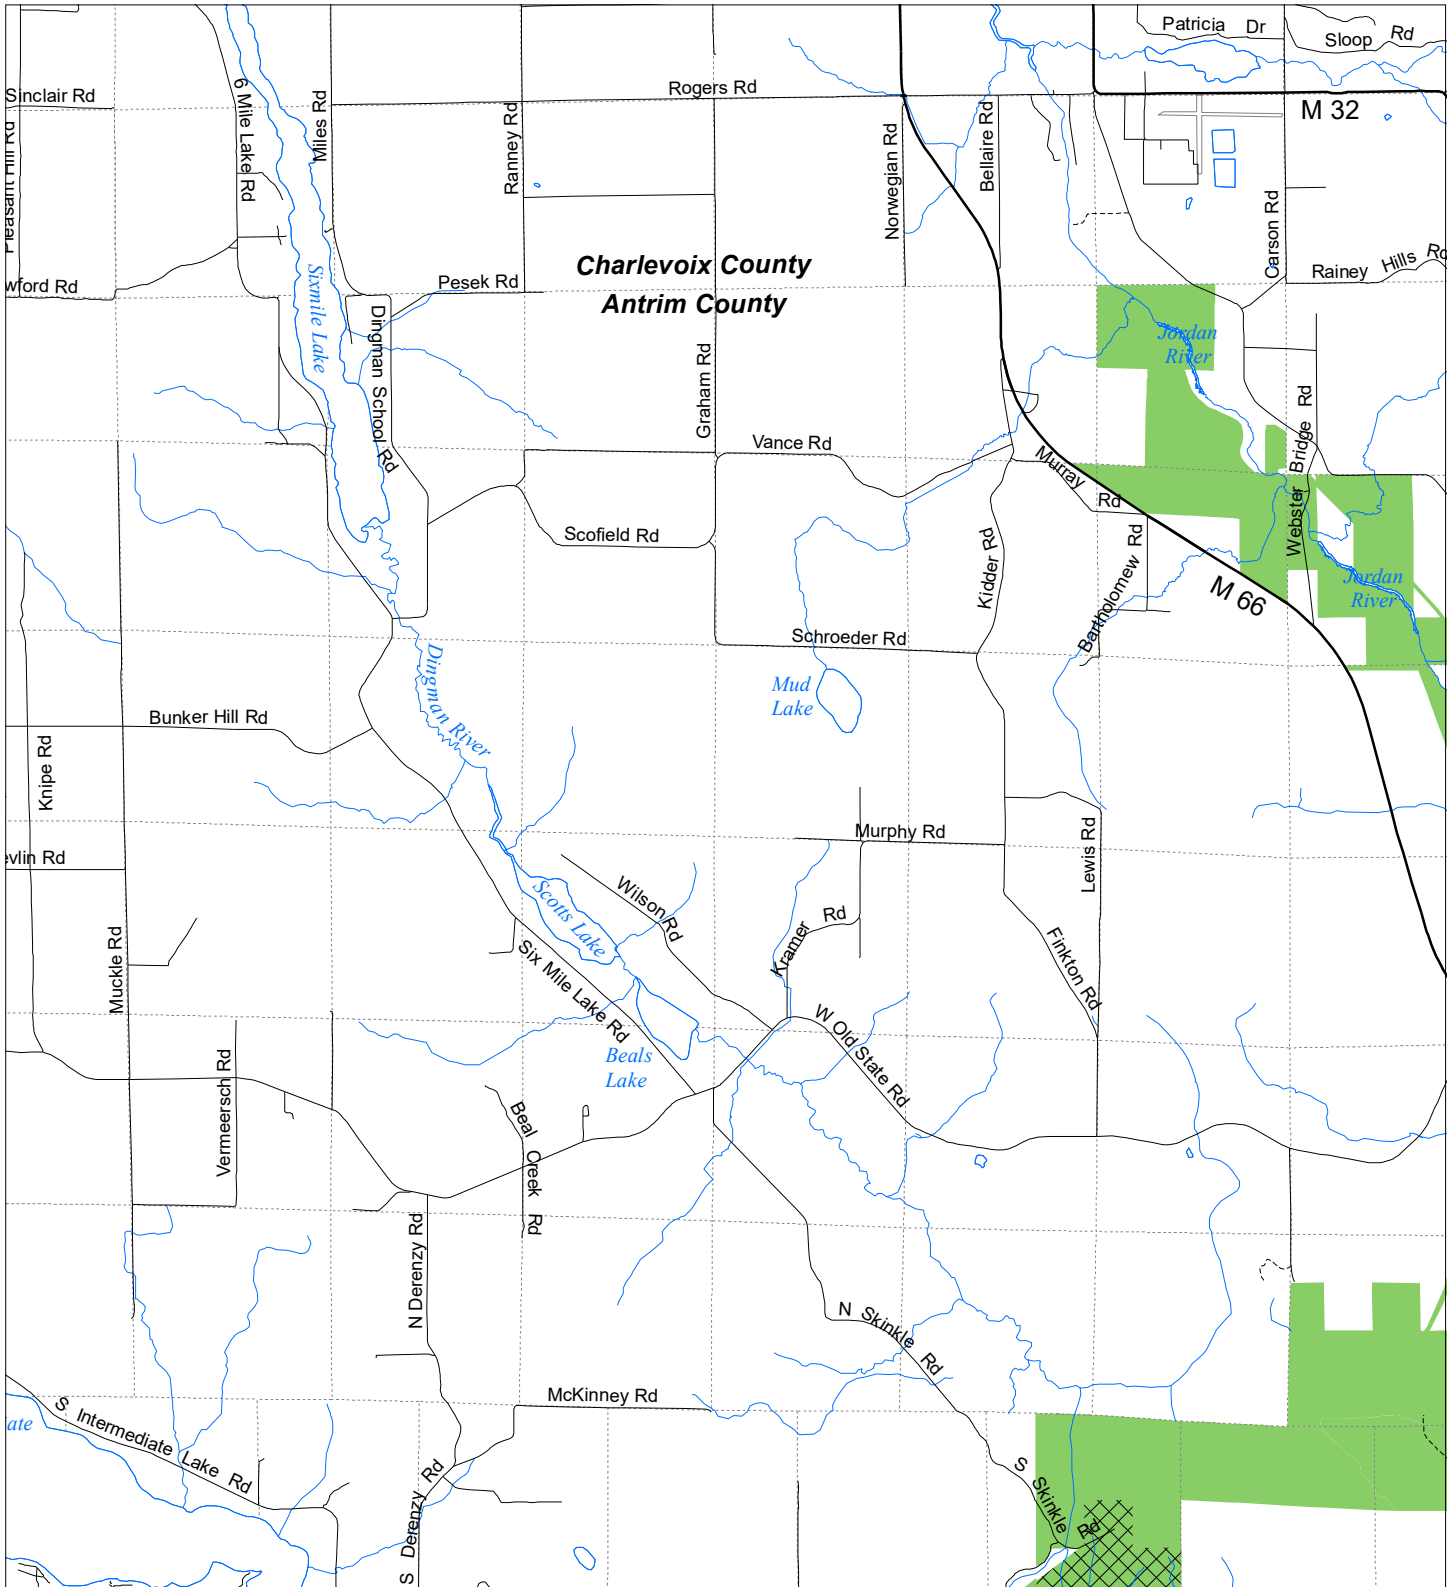 Patricia Dr
Sloop Rd
Sinclair Rd
6 Mile Lake Rd
Miles Rd
Rogers Rd
M 32
Pleasant Hill Rd
Ranney Rd
Norwegian Rd
Bellaire Rd
Carson Rd
wford Rd
Sixmile Lake
Pesek Rd
Charlevoix County
Antrim County
Rainey Hills Rd
Dingman School Rd
Graham Rd
Jordan
River
Vance Rd
Murray Rd
Webster Bridge Rd
Scofield Rd
Kidder Rd
Bartholomew Rd
M 66
Jordan
River
Schroeder Rd
Dingman River
Mud
Lake
Bunker Hill Rd
Knipe Rd
Murphy Rd
Lewis Rd
evlin Rd
Scotts Lake
Wilson Rd
Kramer Rd
Muckle Rd
Six Mile Lake Rd
Finkton Rd
W Old State Rd
Beals
Lake
Vermeersch Rd
Beal Creek Rd
N Derenzy Rd
N Skinkle Rd
McKinney Rd
ate
S Intermediate Lake Rd
S Derenzy Rd
S Skinkle Rd